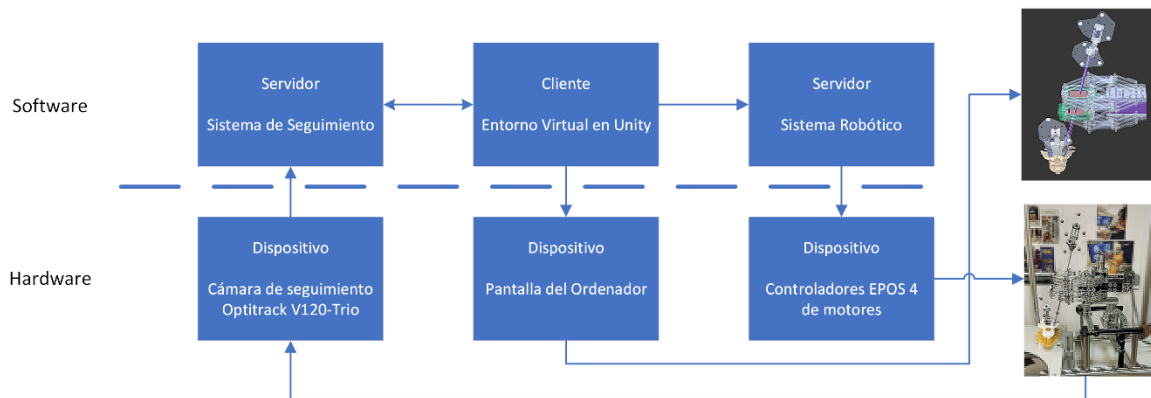 Software
Servidor
Sistema de Seguimiento
Cliente
Entorno Virtual en Unity
Servidor
Sistema Robótico
Hardware
Dispositivo
Cámara de seguimiento
Optitrack V120-Trio
Dispositivo
Pantalla del Ordenador
Dispositivo
Controladores EPOS 4
de motores